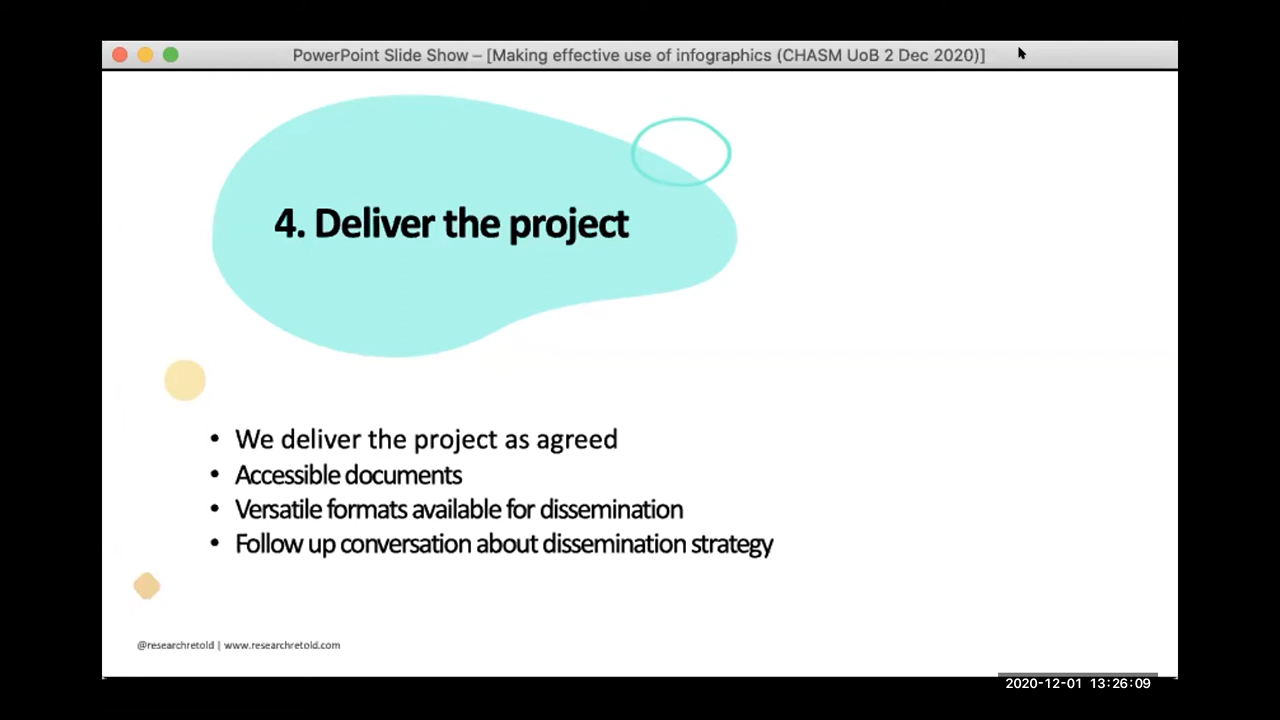 PowerPoint Slide Show – [Making effective use of infographics (CHASM UoB 2 Dec 2020)]
4. Deliver the project
• We deliver the project as agreed
• Accessible documents
• Versatile formats available for dissemination
• Follow up conversation about dissemination strategy
@researchretold | www.researchretold.com
2020-12-01 13:26:09